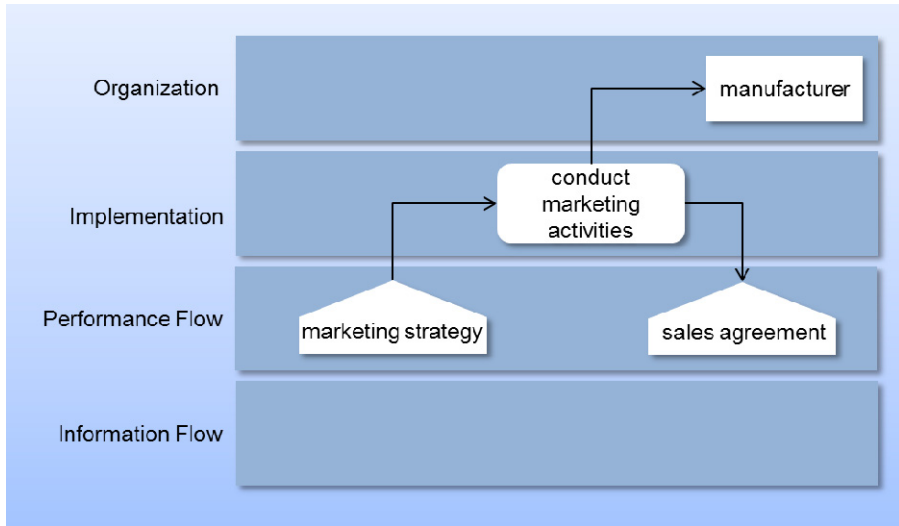 Organization
manufacturer
Implementation
conduct
marketing
activities
Performance Flow
marketing strategy
sales agreement
Information Flow